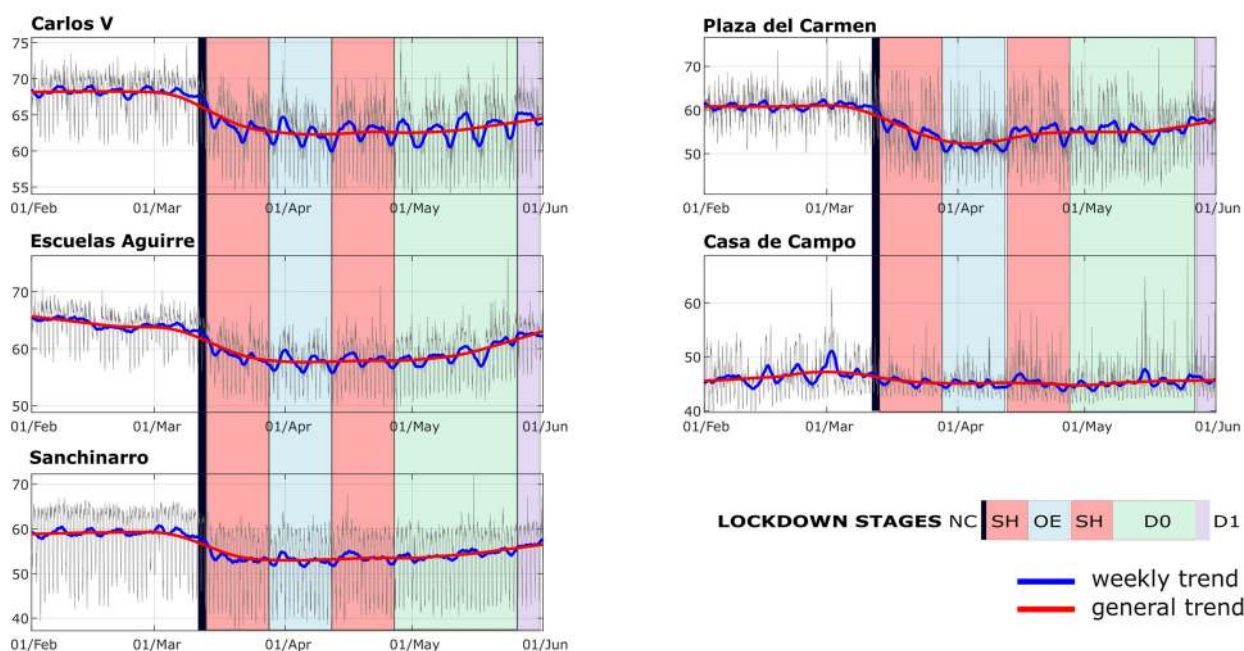 Carlos V
75
70
65
60
55
01/Feb 01/Mar 01/Apr 01/May 01/Jun
Escuelas Aguirre
70
60
50
01/Feb 01/Mar 01/Apr 01/May 01/Jun
Sanchinarro
70
60
50
40
01/Feb 01/Mar 01/Apr 01/May 01/Jun
Plaza del Carmen
70
60
50
01/Feb 01/Mar 01/Apr 01/May 01/Jun
Casa de Campo
60
50
40
01/Feb 01/Mar 01/Apr 01/May 01/Jun
LOCKDOWN STAGES NC SH OE SH D0 D1
weekly trend
general trend